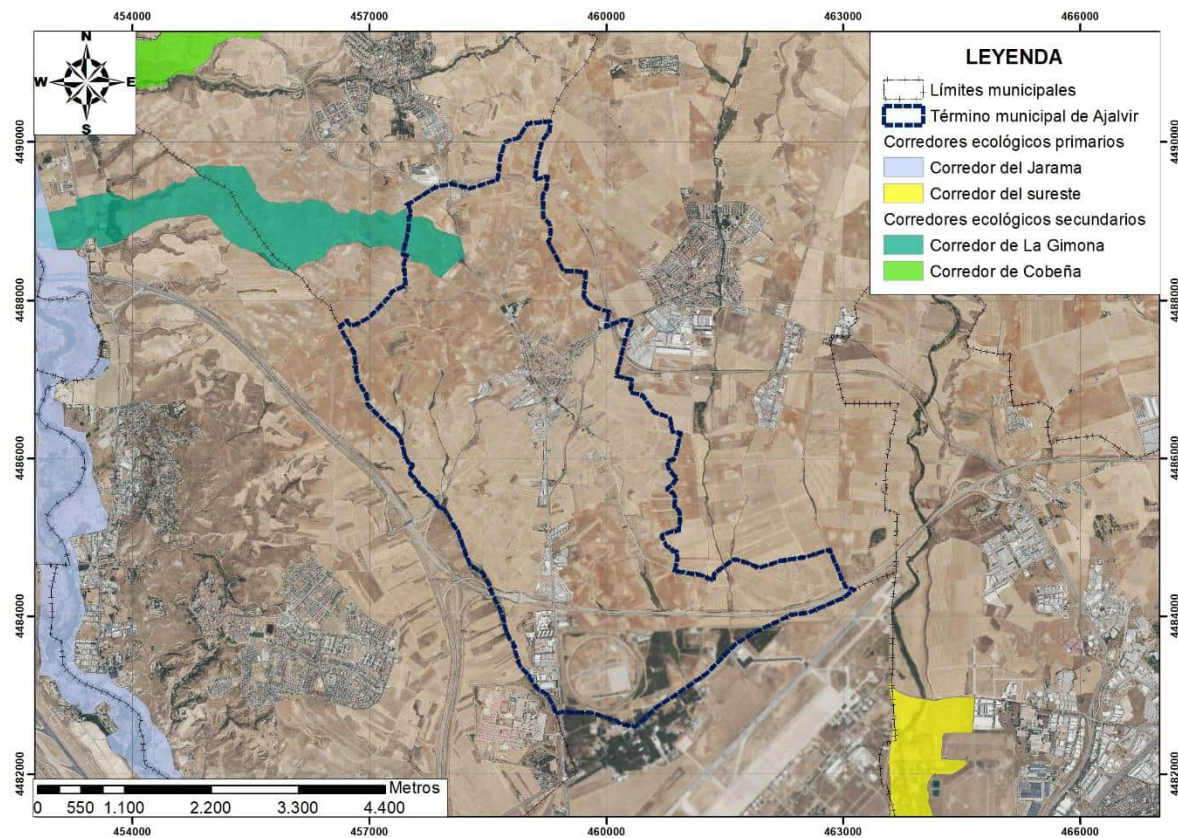 454000 457000 460000 463000 466000
N
W E
S
LEYENDA
Límites municipales
Término municipal de Ajalvir
Corredores ecológicos primarios
Corredor del Jarama
Corredor del sureste
Corredores ecológicos secundarios
Corredor de La Gimona
Corredor de Cobeña
4490000 4490000
4488000 4488000
4486000 4486000
4484000 4484000
4482000 4482000
Metros
0 550 1.100 2.200 3.300 4.400
454000 457000 460000 463000 466000